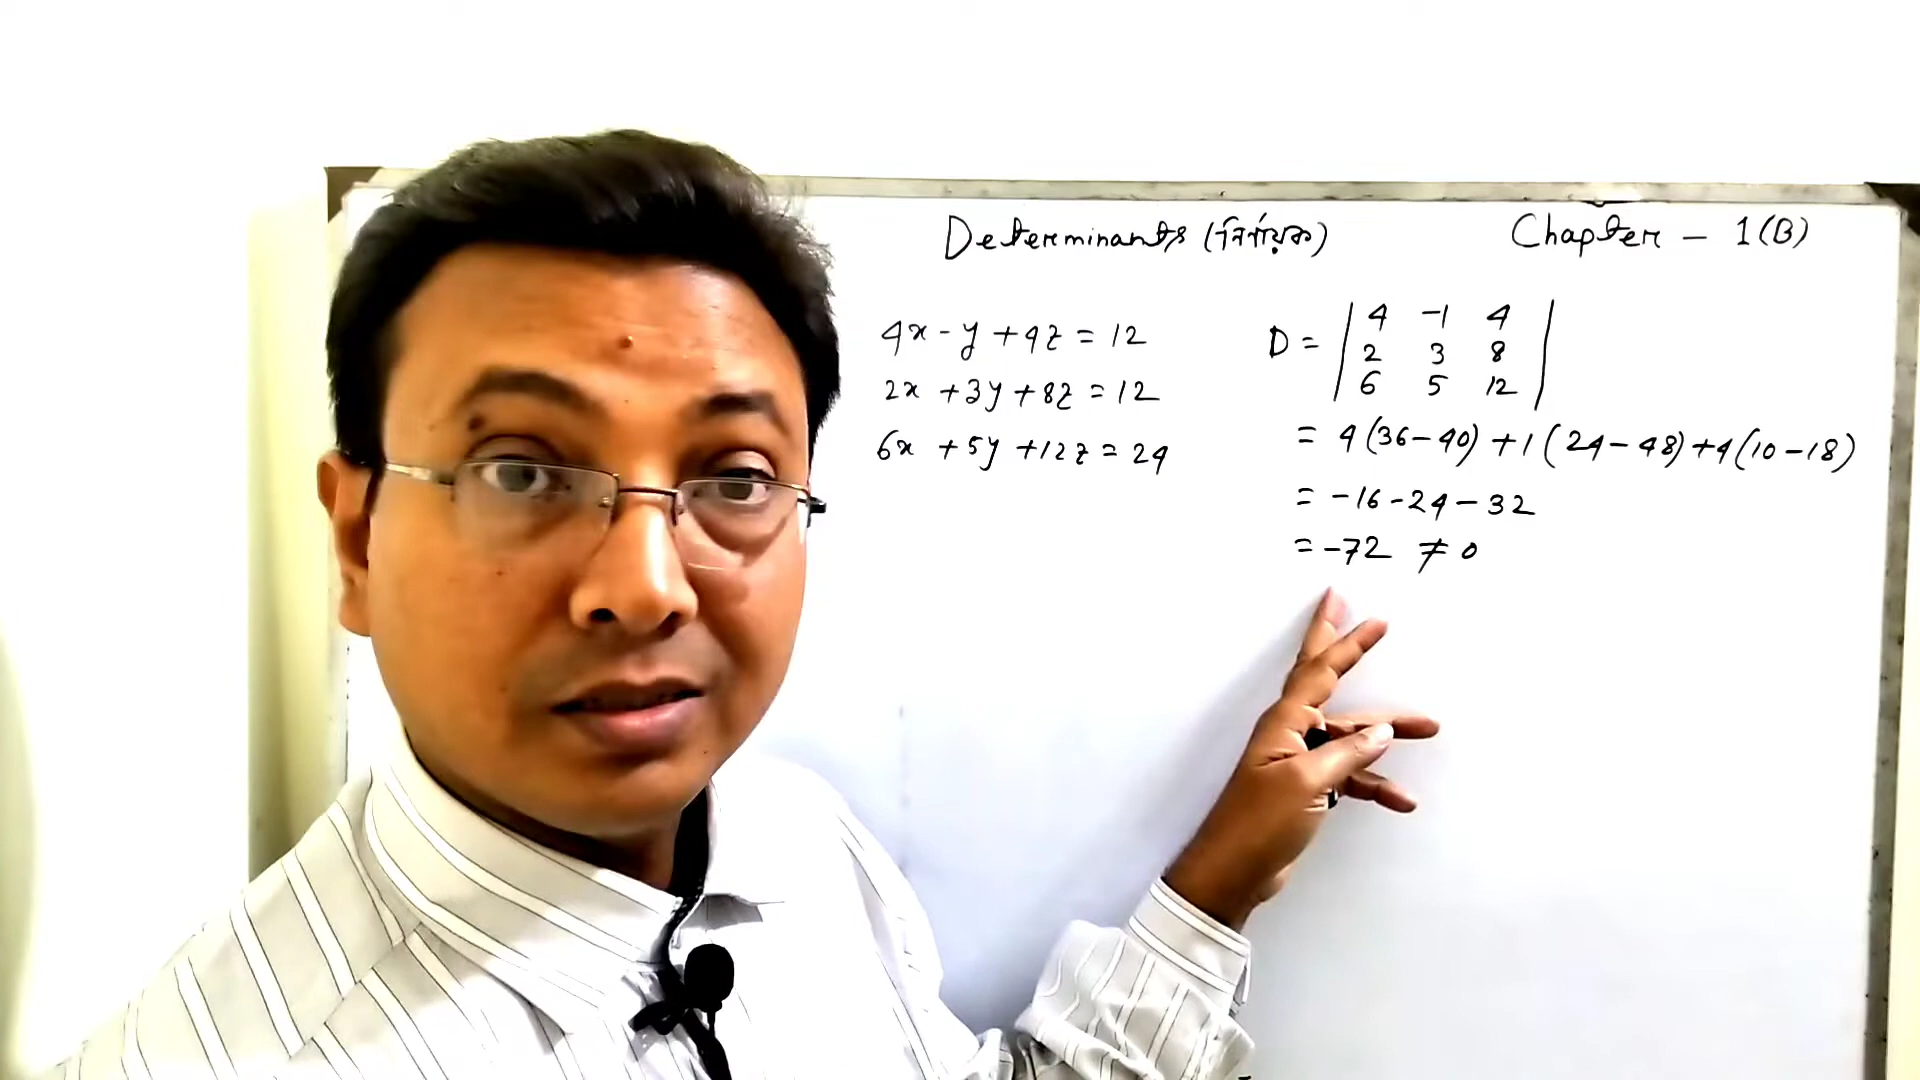 Determinants (নির্ণায়ক)
Chapter – 1(B)
4x - y + 4z = 12
2x + 3y + 8z = 12
6x + 5y + 12z = 24
D = | 4 -1 4 |
| 2 3 8 |
| 6 5 12 |
= 4(36-40) + 1(24-48) + 4(10-18)
= -16 - 24 - 32
= -72 ≠ 0